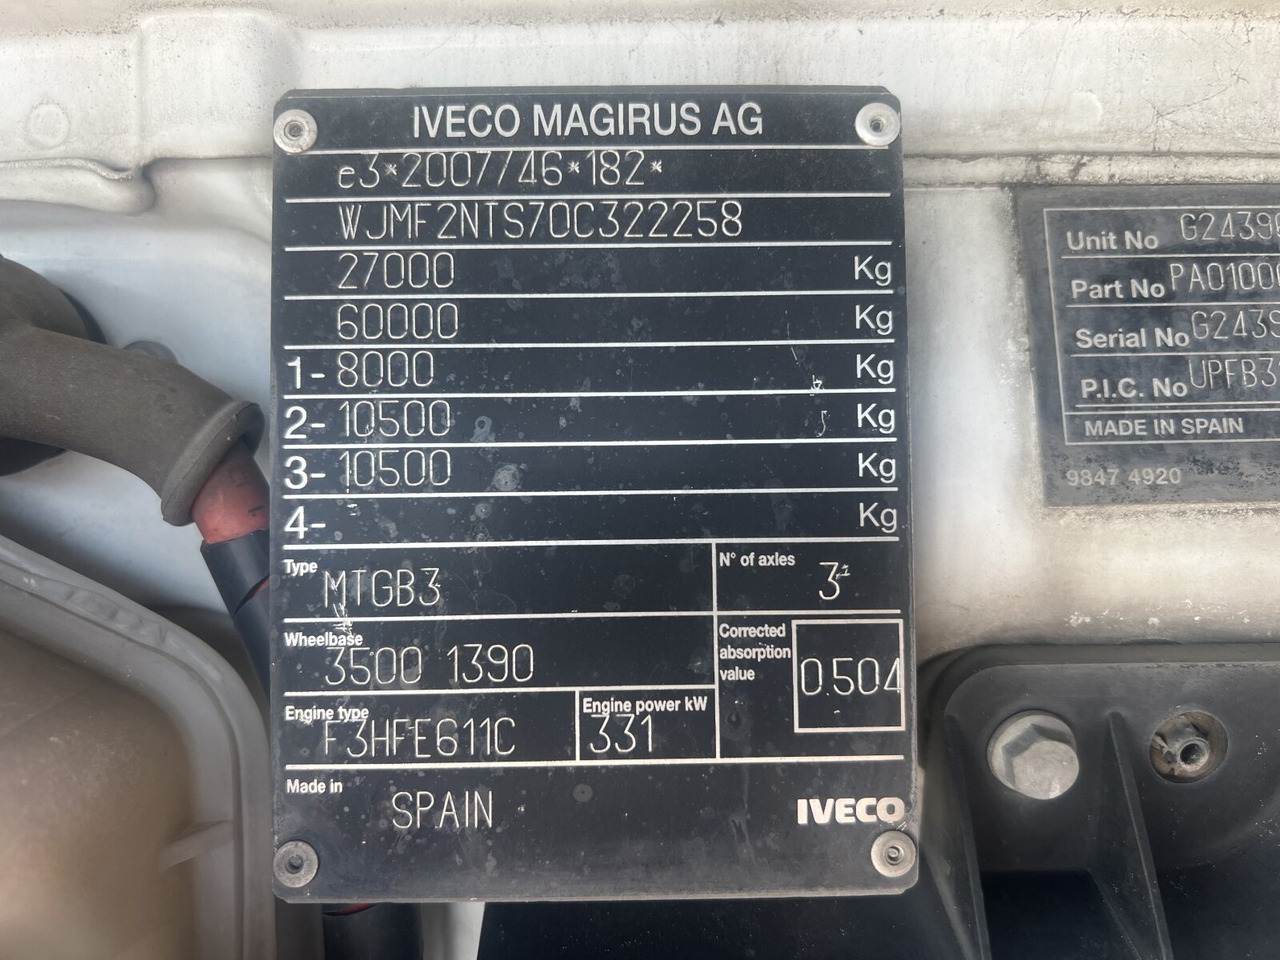 IVECO MAGIRUS AG
e3*2007/46*182*
WJMF2NTS70C322258
27000 Kg
60000 Kg
1- 8000 Kg
2- 10500 Kg
3- 10500 Kg
4- Kg
Type MTGB3
N° of axles 3
Wheelbase 3500 1390
Corrected absorption value 0.504
Engine type F3HFE611C
Engine power kW 331
Made in SPAIN
IVECO
Unit No
Part No
Serial No
P.I.C. No
MADE IN SPAIN
9847 4920